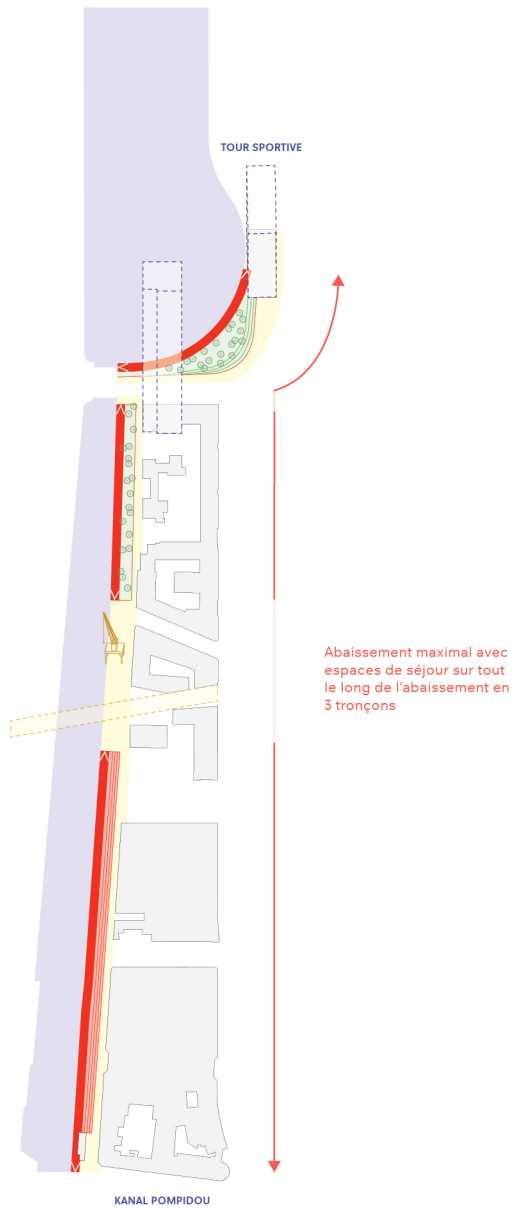 TOUR SPORTIVE
Abaissement maximal avec
espaces de séjour sur tout
le long de l'abaissement en
3 tronçons
KANAL POMPIDOU